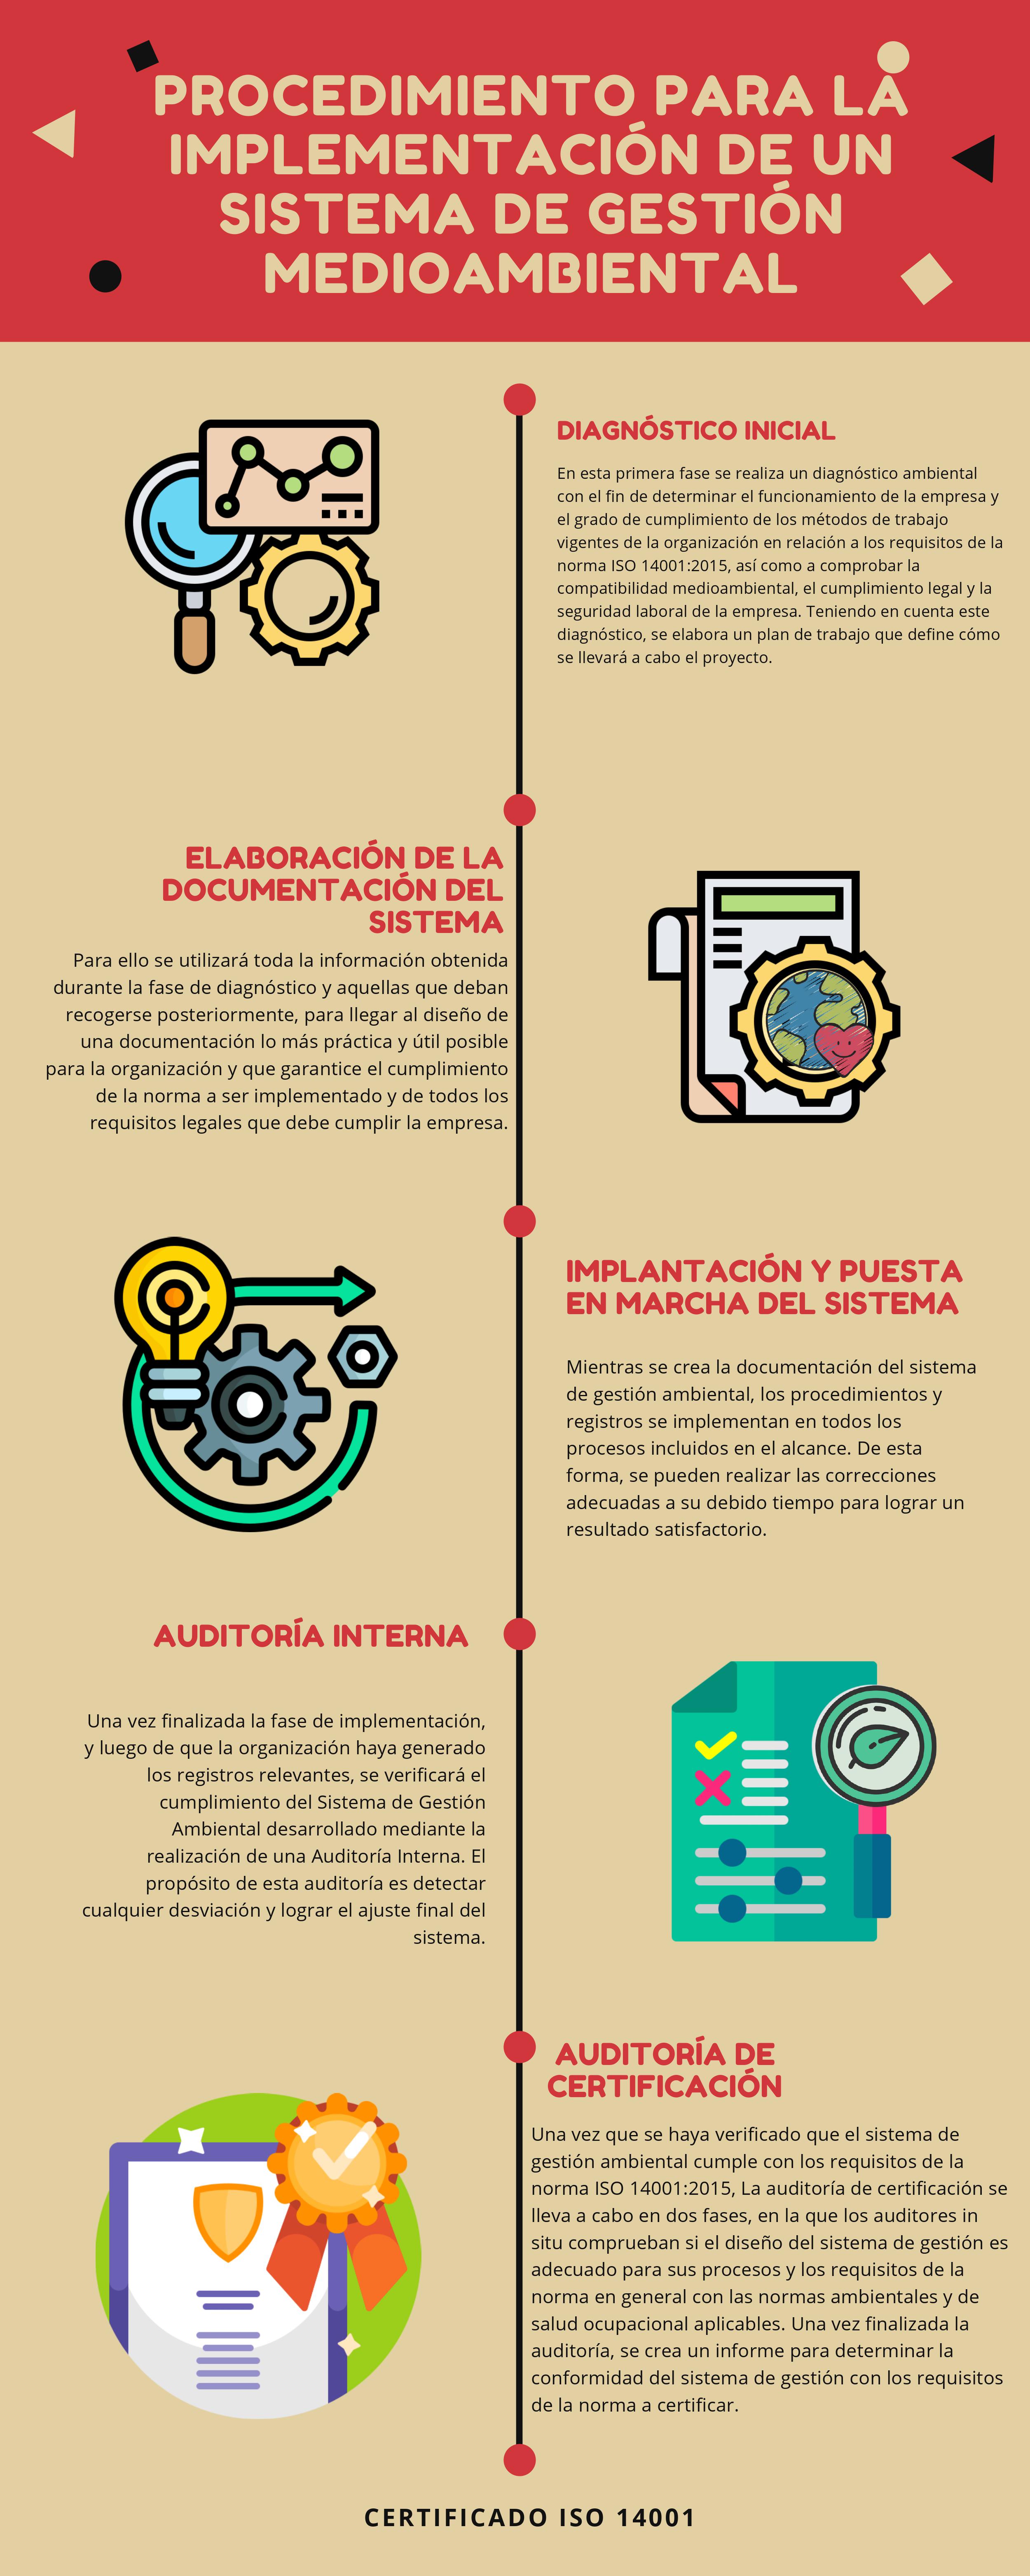 PROCEDIMIENTO PARA LA
IMPLEMENTACIÓN DE UN
SISTEMA DE GESTIÓN
MEDIOAMBIENTAL
DIAGNÓSTICO INICIAL
En esta primera fase se realiza un diagnóstico ambiental
con el fin de determinar el funcionamiento de la empresa y
el grado de cumplimiento de los métodos de trabajo
vigentes de la organización en relación a los requisitos de la
norma ISO 14001:2015, así como a comprobar la
compatibilidad medioambiental, el cumplimiento legal y la
seguridad laboral de la empresa. Teniendo en cuenta este
diagnóstico, se elabora un plan de trabajo que define cómo
se llevará a cabo el proyecto.
ELABORACIÓN DE LA
DOCUMENTACIÓN DEL
SISTEMA
Para ello se utilizará toda la información obtenida
durante la fase de diagnóstico y aquellas que deban
recogerse posteriormente, para llegar al diseño de
una documentación lo más práctica y útil posible
para la organización y que garantice el cumplimiento
de la norma a ser implementado y de todos los
requisitos legales que debe cumplir la empresa.
IMPLANTACIÓN Y PUESTA
EN MARCHA DEL SISTEMA
Mientras se crea la documentación del sistema
de gestión ambiental, los procedimientos y
registros se implementan en todos los
procesos incluidos en el alcance. De esta
forma, se pueden realizar las correcciones
adecuadas a su debido tiempo para lograr un
resultado satisfactorio.
AUDITORÍA INTERNA
Una vez finalizada la fase de implementación,
y luego de que la organización haya generado
los registros relevantes, se verificará el
cumplimiento del Sistema de Gestión
Ambiental desarrollado mediante la
realización de una Auditoría Interna. El
propósito de esta auditoría es detectar
cualquier desviación y lograr el ajuste final del
sistema.
AUDITORÍA DE
CERTIFICACIÓN
Una vez que se haya verificado que el sistema de
gestión ambiental cumple con los requisitos de la
norma ISO 14001:2015, La auditoría de certificación se
lleva a cabo en dos fases, en la que los auditores in
situ comprueban si el diseño del sistema de gestión es
adecuado para sus procesos y los requisitos de la
norma en general con las normas ambientales y de
salud ocupacional aplicables. Una vez finalizada la
auditoría, se crea un informe para determinar la
conformidad del sistema de gestión con los requisitos
de la norma a certificar.
CERTIFICADO ISO 14001